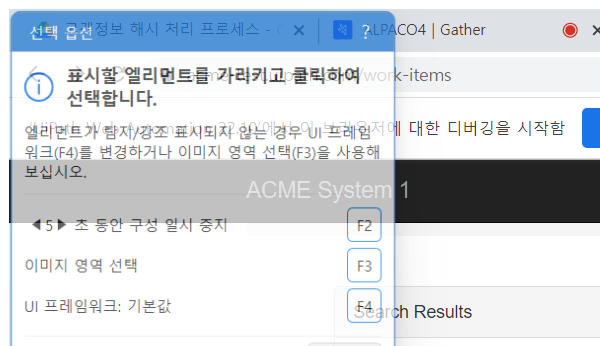 선택 옵션
?
고객정보 해시 처리 프로세스 -
ALPACO4 | Gather
표시할 엘리먼트를 가리키고 클릭하여
선택합니다.
/work-items
엘리먼트가 탐지/강조 표시되지 않는 경우 UI 프레임
워크(F4)를 변경하거나 이미지 영역 선택(F3)을 사용해
보십시오.
이 브라우저에 대한 디버깅을 시작함
ACME System 1
◀ 5 ▶ 초 동안 구성 일시 중지
F2
이미지 영역 선택
F3
UI 프레임워크: 기본값
F4
Search Results